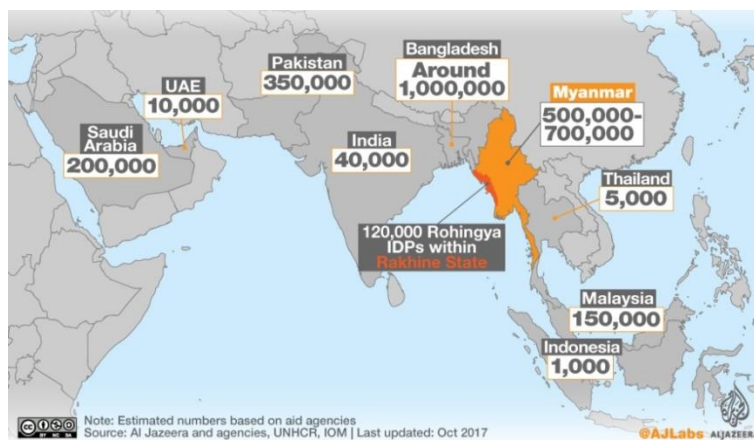 Pakistan
350,000
Bangladesh
Around
1,000,000
UAE
10,000
Myanmar
500,000-
700,000
Saudi
Arabia
200,000
India
40,000
Thailand
5,000
120,000 Rohingya
IDPs within
Rakhine State
Malaysia
150,000
Indonesia
1,000
Note: Estimated numbers based on aid agencies
Source: Al Jazeera and agencies, UNHCR, IOM | Last updated: Oct 2017
@AJLabs
ALJAZEERA